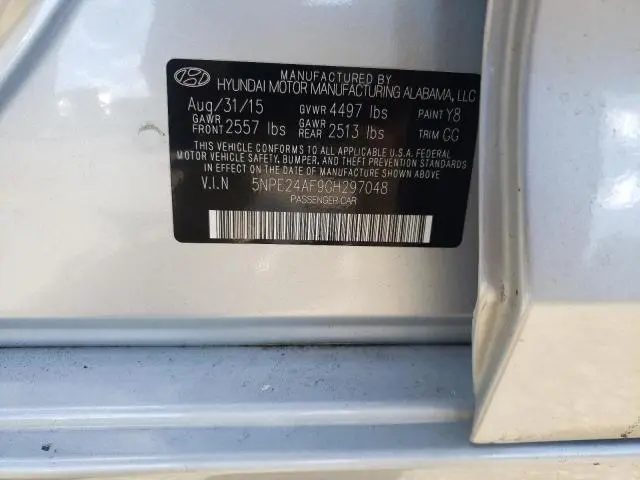 MANUFACTURED BY
HYUNDAI MOTOR MANUFACTURING ALABAMA, LLC
Aug/31/15 GVWR 4497 lbs PAINT Y8
GAWR FRONT 2557 lbs GAWR REAR 2513 lbs TRIM GG
THIS VEHICLE CONFORMS TO ALL APPLICABLE U.S.A. FEDERAL
MOTOR VEHICLE SAFETY, BUMPER, AND THEFT PREVENTION STANDARDS
IN EFFECT ON THE DATE OF MANUFACTURE SHOWN ABOVE.
V.I.N 5NPE24AF9GH297048
PASSENGER CAR